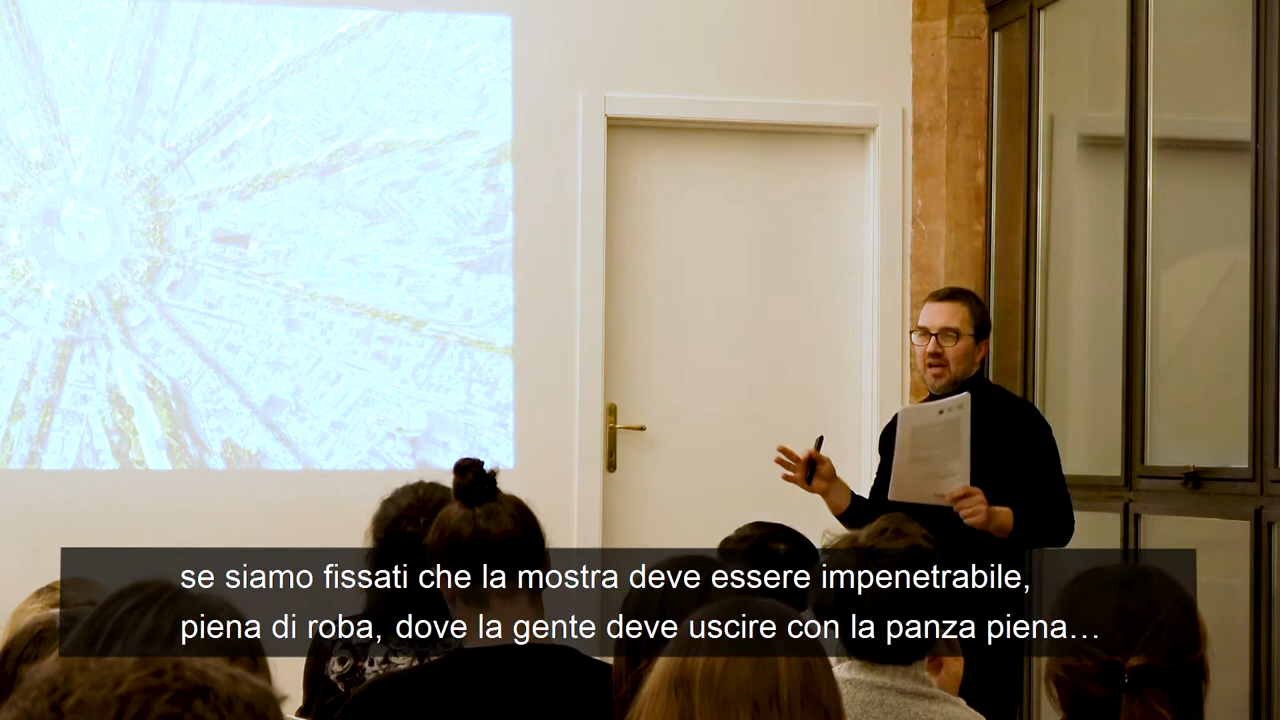 se siamo fissati che la mostra deve essere impenetrabile,
piena di roba, dove la gente deve uscire con la panza piena…